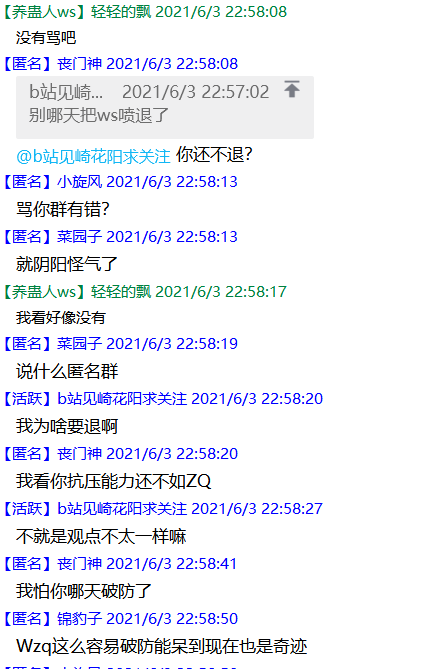 【养蛊人ws】轻轻的飘 2021/6/3 22:58:08
没有骂吧
【匿名】丧门神 2021/6/3 22:58:08
b站见崎... 2021/6/3 22:57:02
别哪天把ws喷退了
@b站见崎花阳求关注 你还不退?
【匿名】小旋风 2021/6/3 22:58:13
骂你群有错?
【匿名】菜园子 2021/6/3 22:58:13
就阴阳怪气了
【养蛊人ws】轻轻的飘 2021/6/3 22:58:17
我看好像没有
【匿名】菜园子 2021/6/3 22:58:19
说什么匿名群
【活跃】b站见崎花阳求关注 2021/6/3 22:58:20
我为啥要退啊
【匿名】丧门神 2021/6/3 22:58:20
我看你抗压能力还不如ZQ
【活跃】b站见崎花阳求关注 2021/6/3 22:58:27
不就是观点不太一样嘛
【匿名】丧门神 2021/6/3 22:58:41
我怕你哪天破防了
【匿名】锦豹子 2021/6/3 22:58:50
Wzq这么容易破防能呆到现在也是奇迹